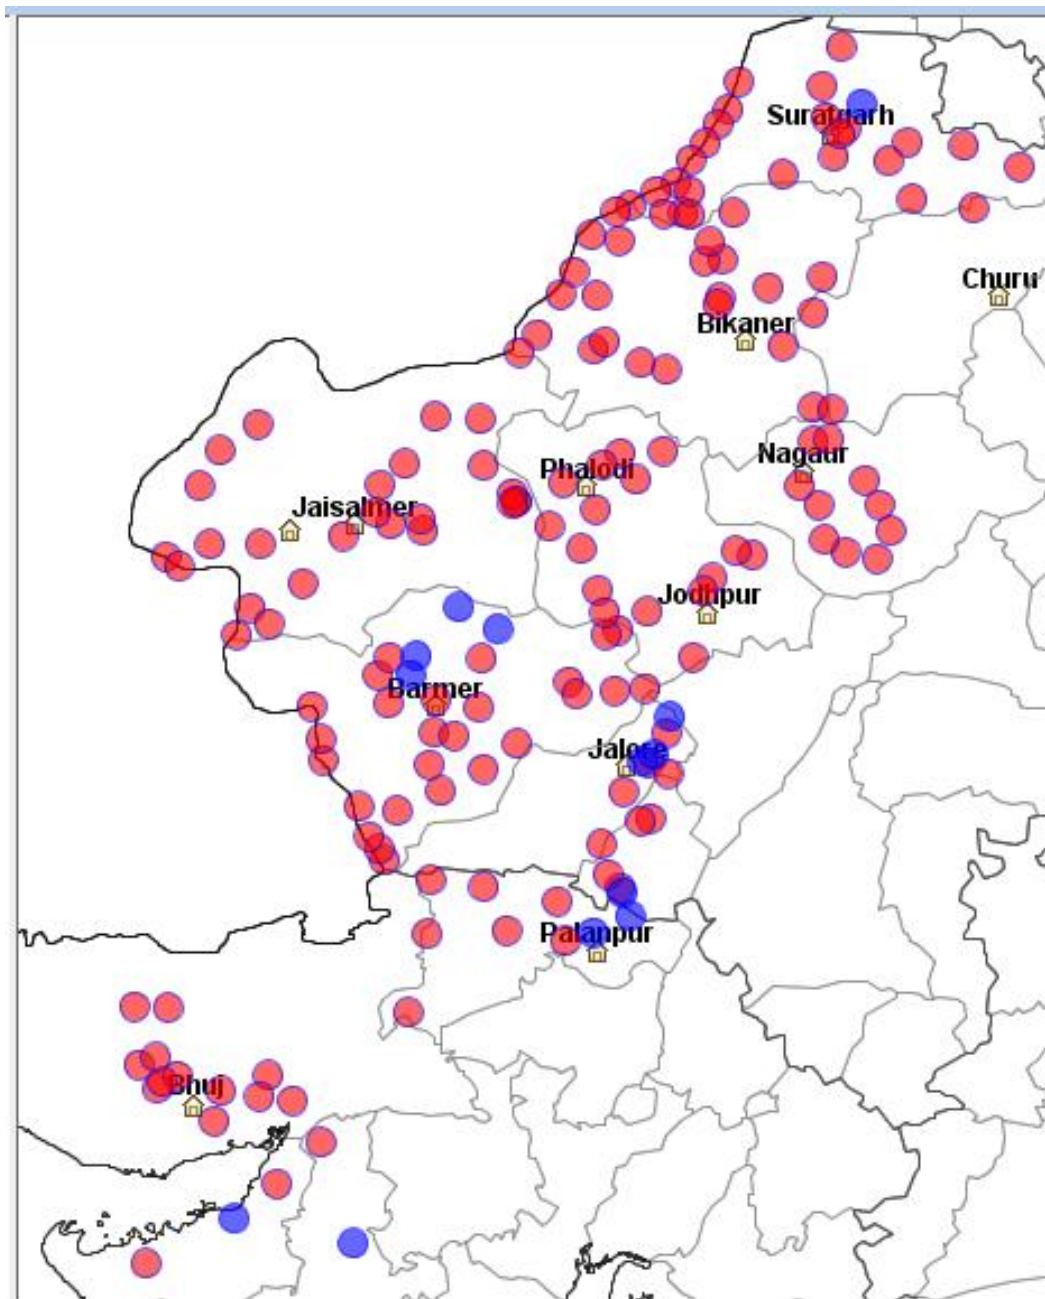 Suratgarh
Churu
Bikaner
Nagaur
Phalodi
Jaisalmer
Jodhpur
Barmer
Jalore
Palanpur
Bhuj